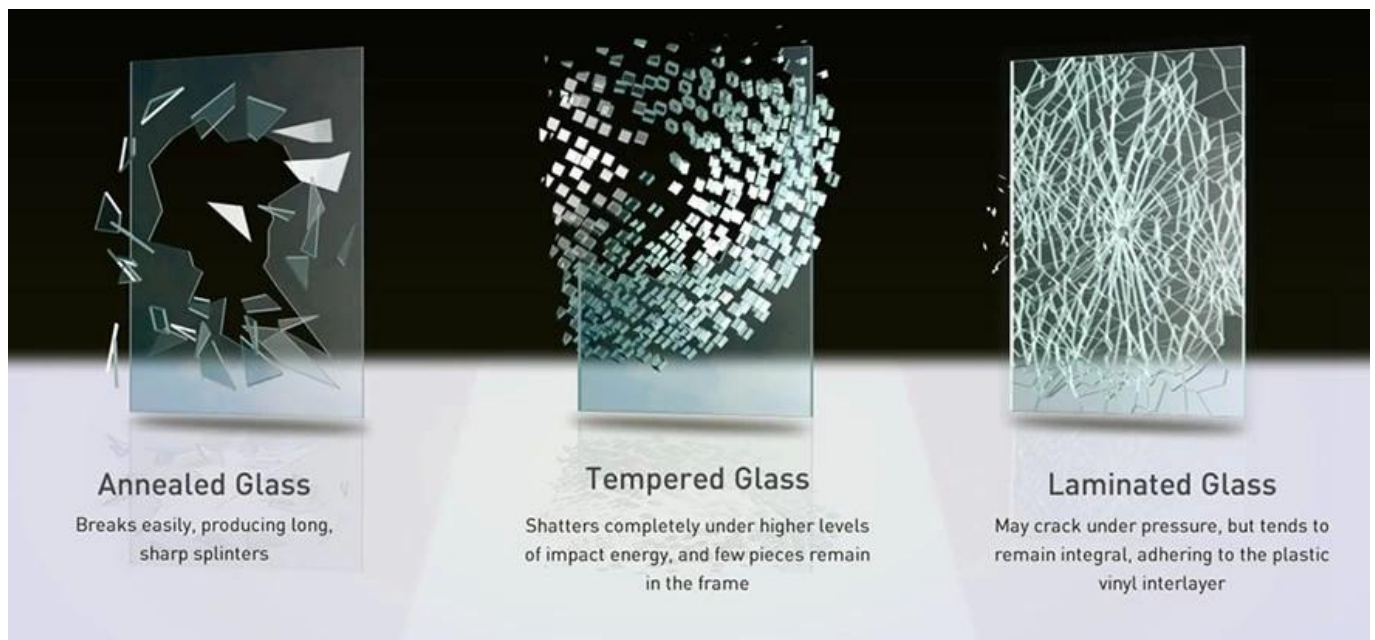 Annealed Glass
Breaks easily, producing long,
sharp splinters
Tempered Glass
Shatters completely under higher levels
of impact energy, and few pieces remain
in the frame
Laminated Glass
May crack under pressure, but tends to
remain integral, adhering to the plastic
vinyl interlayer